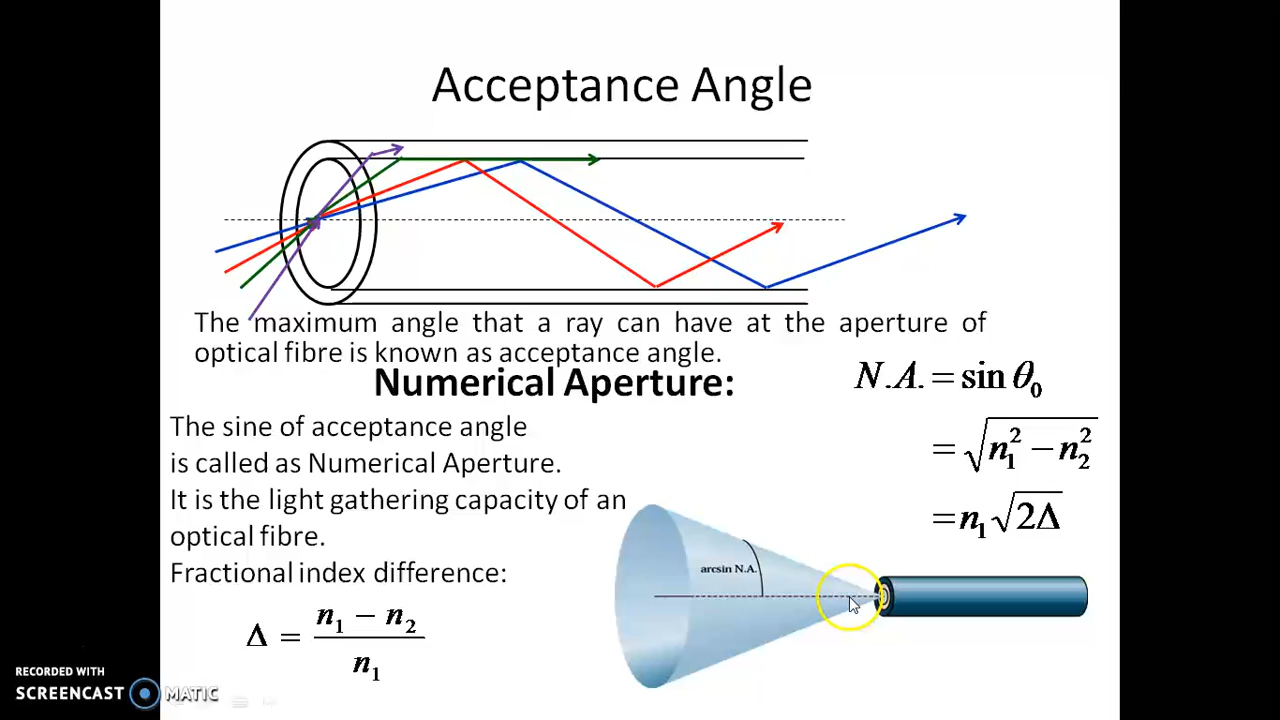 Acceptance Angle
The maximum angle that a ray can have at the aperture of
optical fibre is known as acceptance angle.
Numerical Aperture:
N.A. = sin θ₀
= √(n₁² − n₂²)
= n₁√(2Δ)
The sine of acceptance angle
is called as Numerical Aperture.
It is the light gathering capacity of an
optical fibre.
Fractional index difference:
Δ = (n₁ − n₂) / n₁
arcsin N.A.
RECORDED WITH
SCREENCAST MATIC